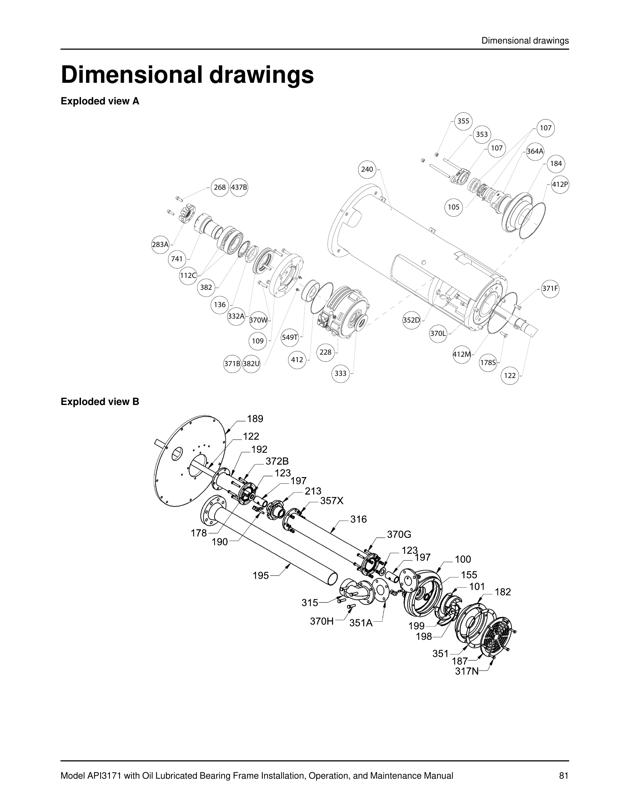 Dimensional drawings
Dimensional drawings
Exploded view A
355
353
107
107
364A
184
412P
240
105
268 437B
283A
741
112C
382
136
332A
370W
109
371B 382U
549T
412
228
333
352D
370L
412M
178S
122
371F
Exploded view B
189
122
192
372B
123
197
213
357X
316
370G
123
197
100
155
101
182
178
190
195
315
370H
351A
199
198
351
187
317N
Model API3171 with Oil Lubricated Bearing Frame Installation, Operation, and Maintenance Manual 81